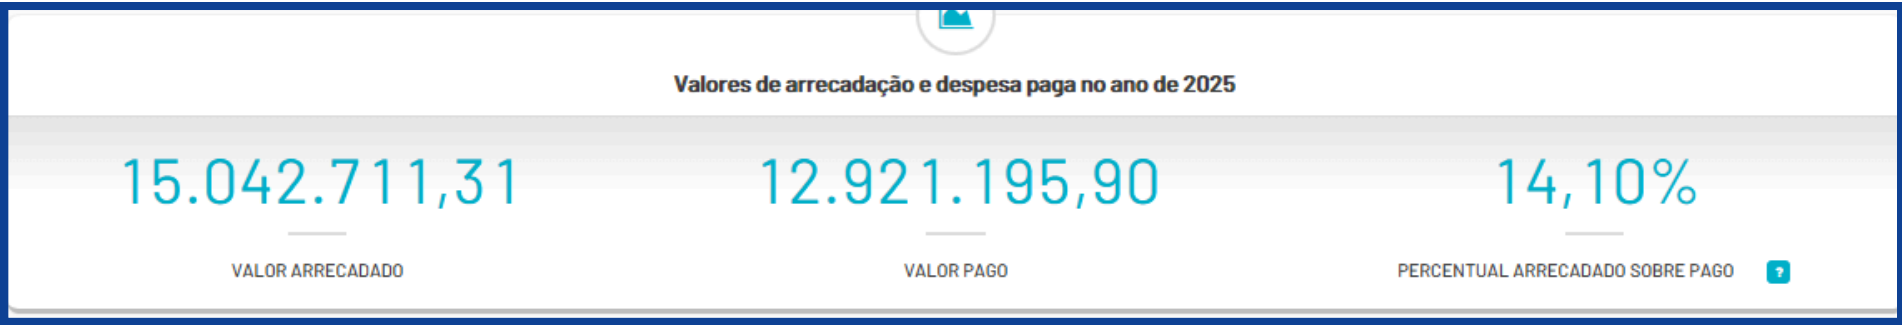 Valores de arrecadação e despesa paga no ano de 2025
15.042.711,31
12.921.195,90
14,10%
VALOR ARRECADADO
VALOR PAGO
PERCENTUAL ARRECADADO SOBRE PAGO ?